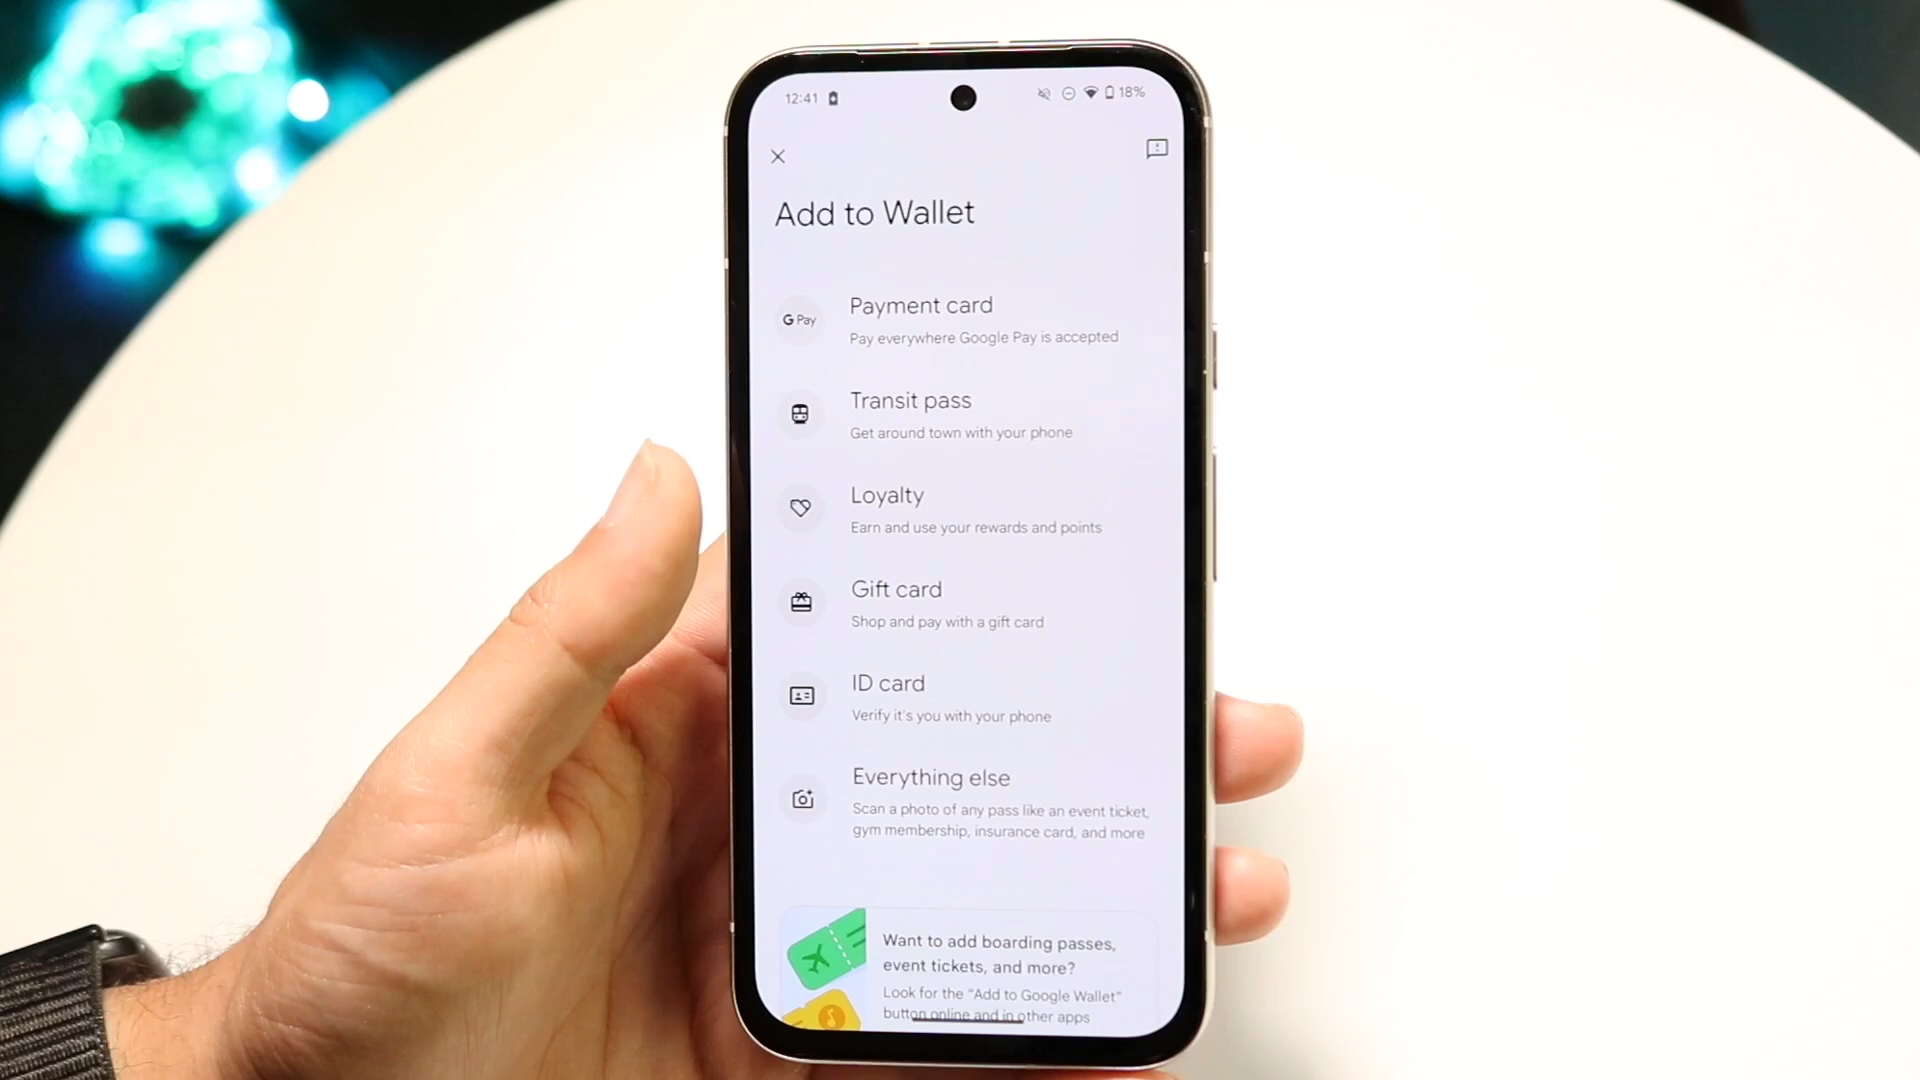 12:41
18%
Add to Wallet
G Pay
Payment card
Pay everywhere Google Pay is accepted
Transit pass
Get around town with your phone
Loyalty
Earn and use your rewards and points
Gift card
Shop and pay with a gift card
ID card
Verify it's you with your phone
Everything else
Scan a photo of any pass like an event ticket,
gym membership, insurance card, and more
Want to add boarding passes,
event tickets, and more?
Look for the "Add to Google Wallet"
button online and in other apps